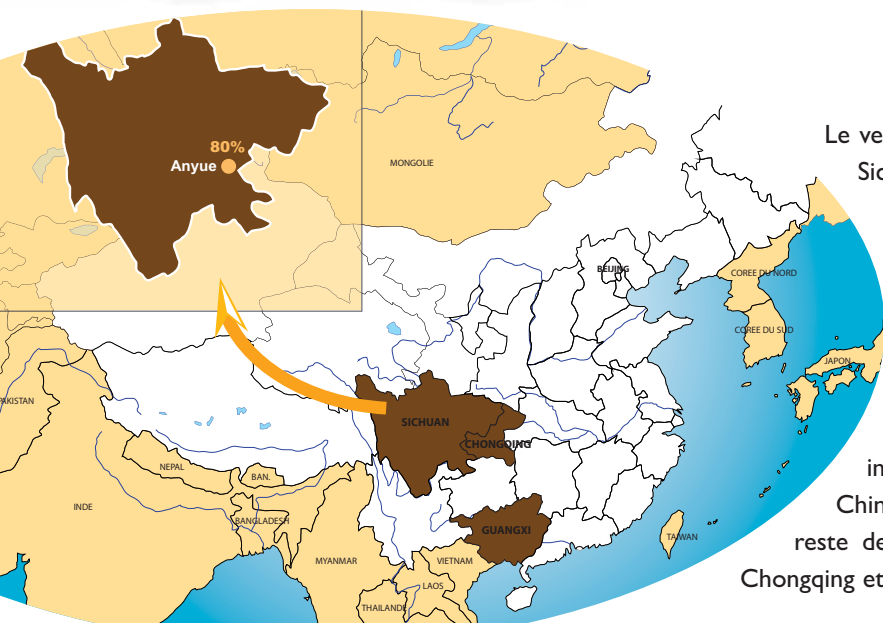 80%
Anyue
MONGOLIE
Le ve
Sic
BEIJING
COREE DU NORD
COREE DU SUD
JAPON
PAKISTAN
SICHUAN
CHONGQING
NEPAL
BAN.
INDE
BANGLADESH
GUANGXI
TAIWAN
MYANMAR
VIETNAM
LAOS
THAILANDE
in
Chin
reste de
Chongqing et